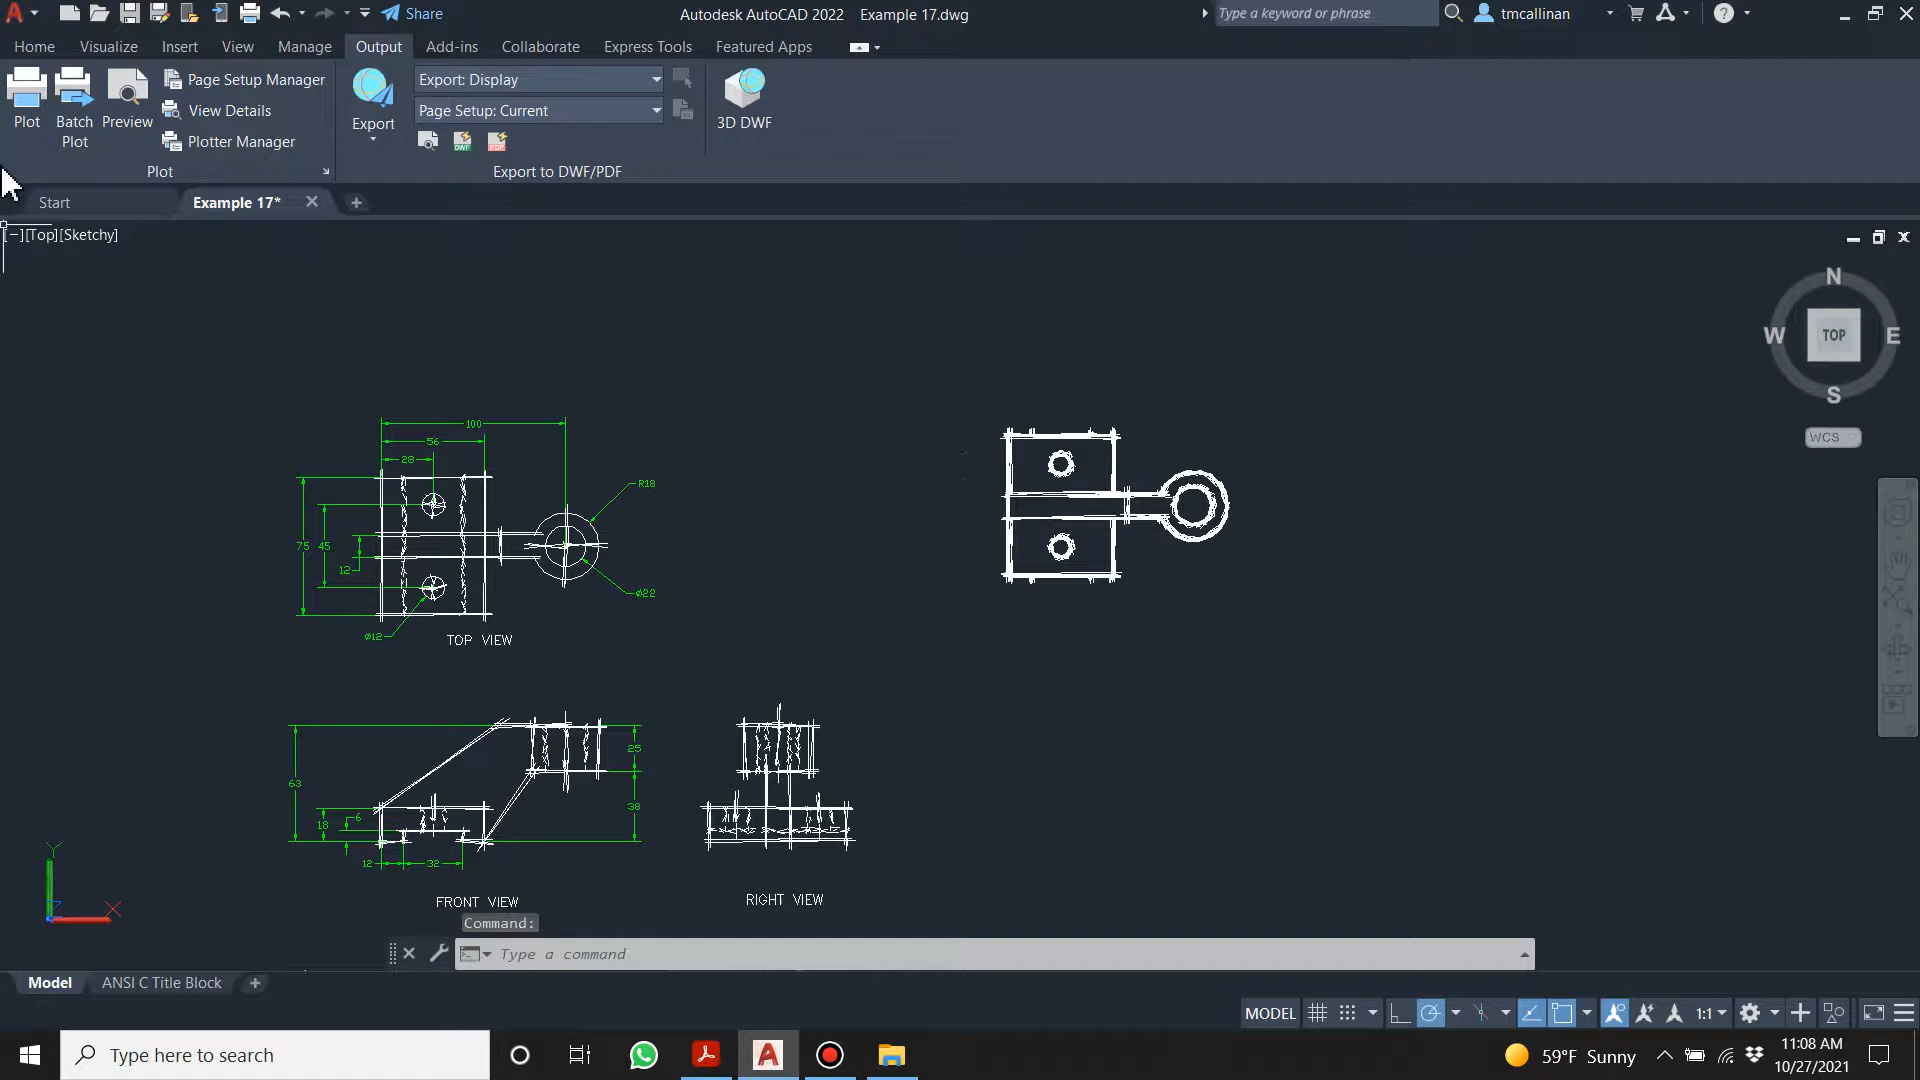 Share
Autodesk AutoCAD 2022 Example 17.dwg
Type a keyword or phrase
tmcallinan
Home Visualize Insert View Manage Output Add-ins Collaborate Express Tools Featured Apps
Plot
Batch Plot
Preview
Page Setup Manager
View Details
Plotter Manager
Plot
Export
Export: Display
Page Setup: Current
DWF
PDF
Export to DWF/PDF
3D DWF
Start
Example 17*
[−][Top][Sketchy]
N
W TOP E
S
WCS
100
56
28
R18
75
45
12
ø22
ø12
TOP VIEW
63
25
38
18
6
12
32
FRONT VIEW
RIGHT VIEW
Y
X
Z
Command:
Type a command
Model
ANSI C Title Block
MODEL
1:1
Type here to search
59°F Sunny
11:08 AM
10/27/2021